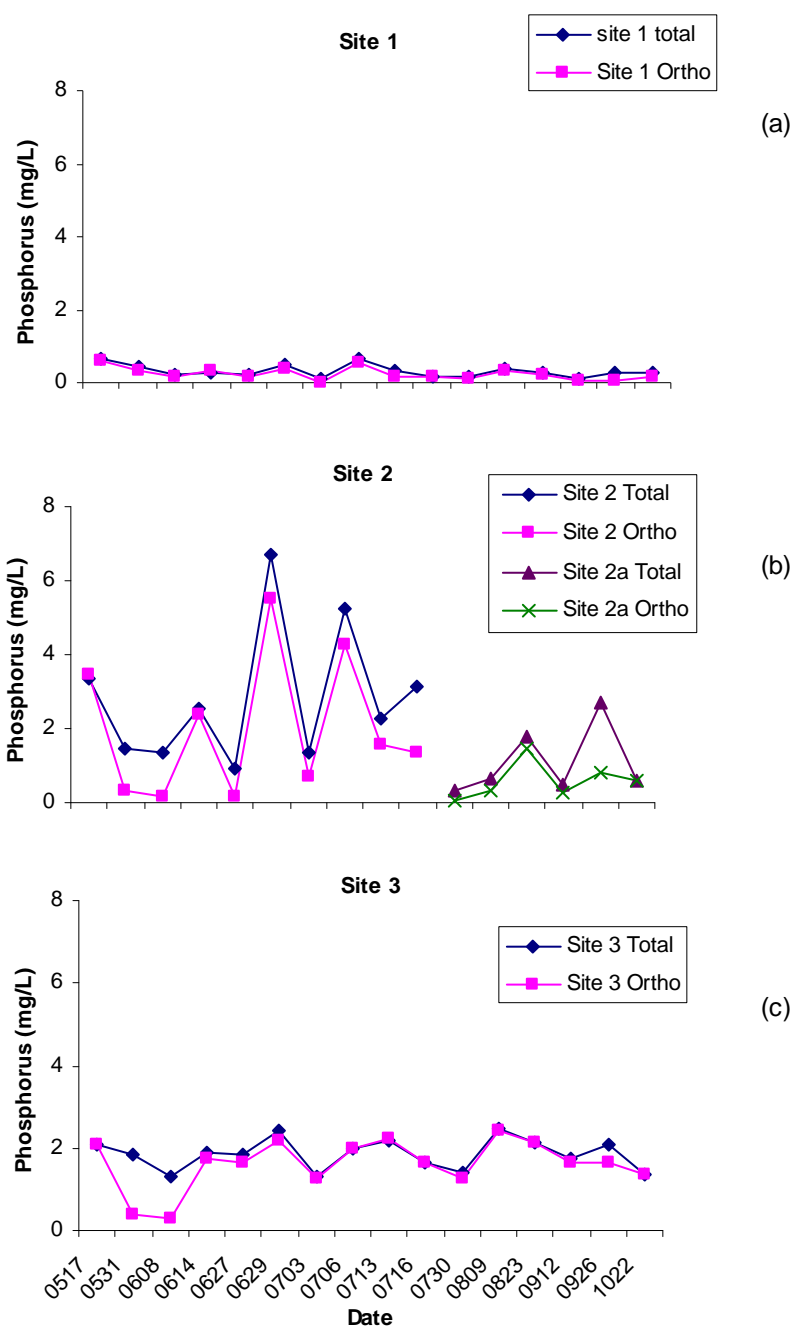 Site 1
site 1 total
Site 1 Ortho
(a)
Phosphorus (mg/L)
8
6
4
2
0
Site 2
Site 2 Total
Site 2 Ortho
Site 2a Total
Site 2a Ortho
(b)
Phosphorus (mg/L)
8
6
4
2
0
Site 3
Site 3 Total
Site 3 Ortho
(c)
Phosphorus (mg/L)
8
6
4
2
0
0517 0531 0608 0614 0627 0629 0703 0706 0713 0716 0730 0809 0823 0912 0926 1022
Date